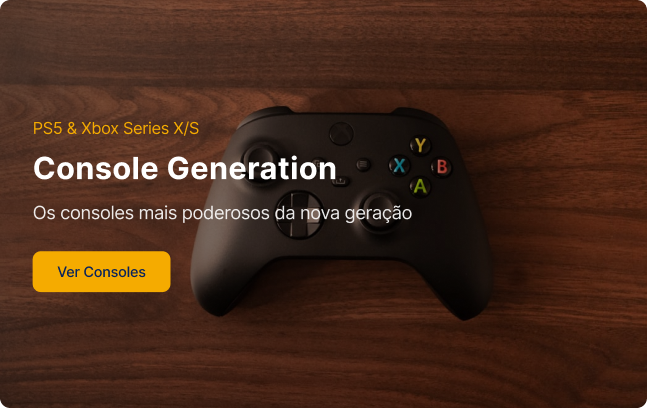 PS5 & Xbox Series X/S
Console Generation
Os consoles mais poderosos da nova geração
Ver Consoles
Y
X B
A